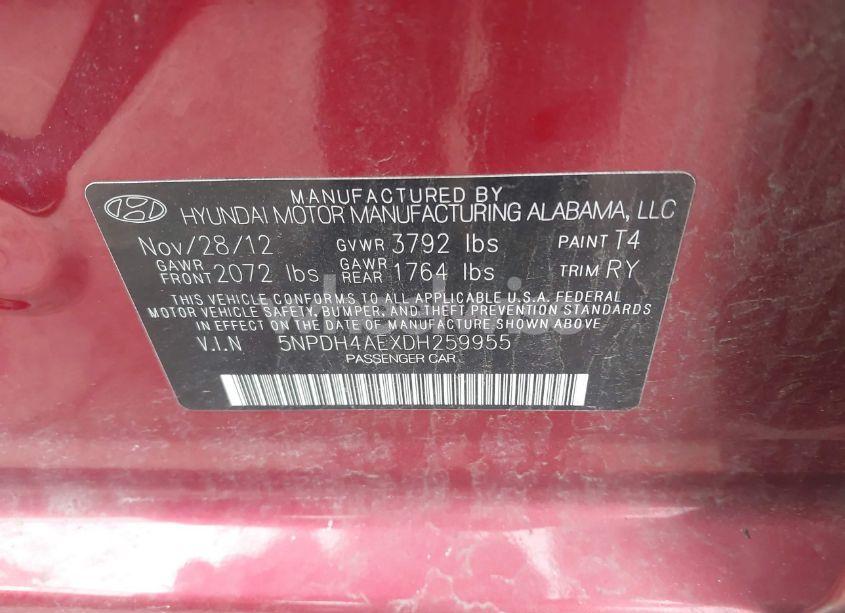 MANUFACTURED BY
HYUNDAI MOTOR MANUFACTURING ALABAMA, LLC
Nov/28/12 GVWR 3792 lbs PAINT T4
GAWR FRONT 2072 lbs GAWR REAR 1764 lbs TRIM RY
THIS VEHICLE CONFORMS TO ALL APPLICABLE U.S.A. FEDERAL
MOTOR VEHICLE SAFETY, BUMPER, AND THEFT PREVENTION STANDARDS
IN EFFECT ON THE DATE OF MANUFACTURE SHOWN ABOVE
V.I.N 5NPDH4AEXDH259955
PASSENGER CAR